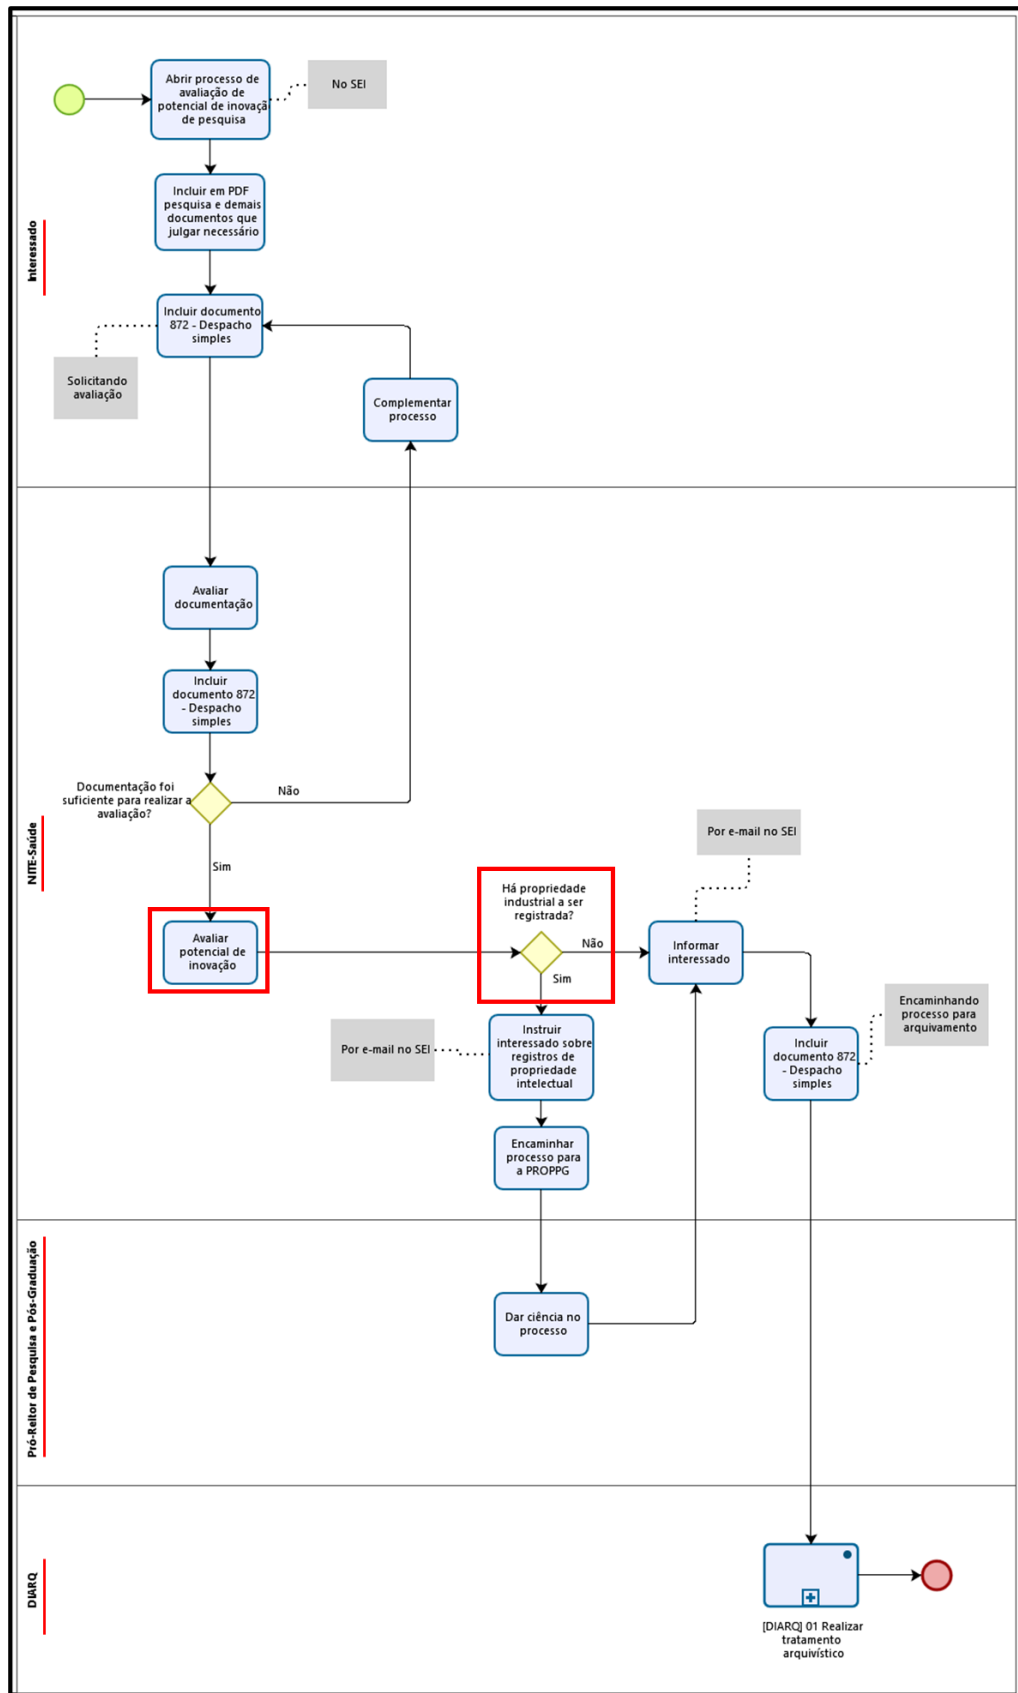 Interessado
Abrir processo de
avaliação de
potencial de inovaçã
de pesquisa
No SEI
Incluir em PDF
pesquisa e demais
documentos que
julgar necessário
Incluir documento
872 - Despacho
simples
Solicitando
avaliação
Complementar
processo
NITE-Saúde
Avaliar
documentação
Incluir
documento 872
- Despacho
simples
Documentação foi
suficiente para realizar a
avaliação?
Não
Sim
Avaliar
potencial de
inovação
Há propriedade
industrial a ser
registrada?
Não
Sim
Por e-mail no SEI
Informar
interessado
Por e-mail no SEI
Instruir
interessado sobre
registros de
propriedade
intelectual
Encaminhando
processo para
arquivamento
Incluir
documento 872
- Despacho
simples
Encaminhar
processo para
a PROPPG
Pró-Reitor de Pesquisa e Pós-Graduação
Dar ciência no
processo
DIARQ
[DIARQ] 01 Realizar
tratamento
arquivístico